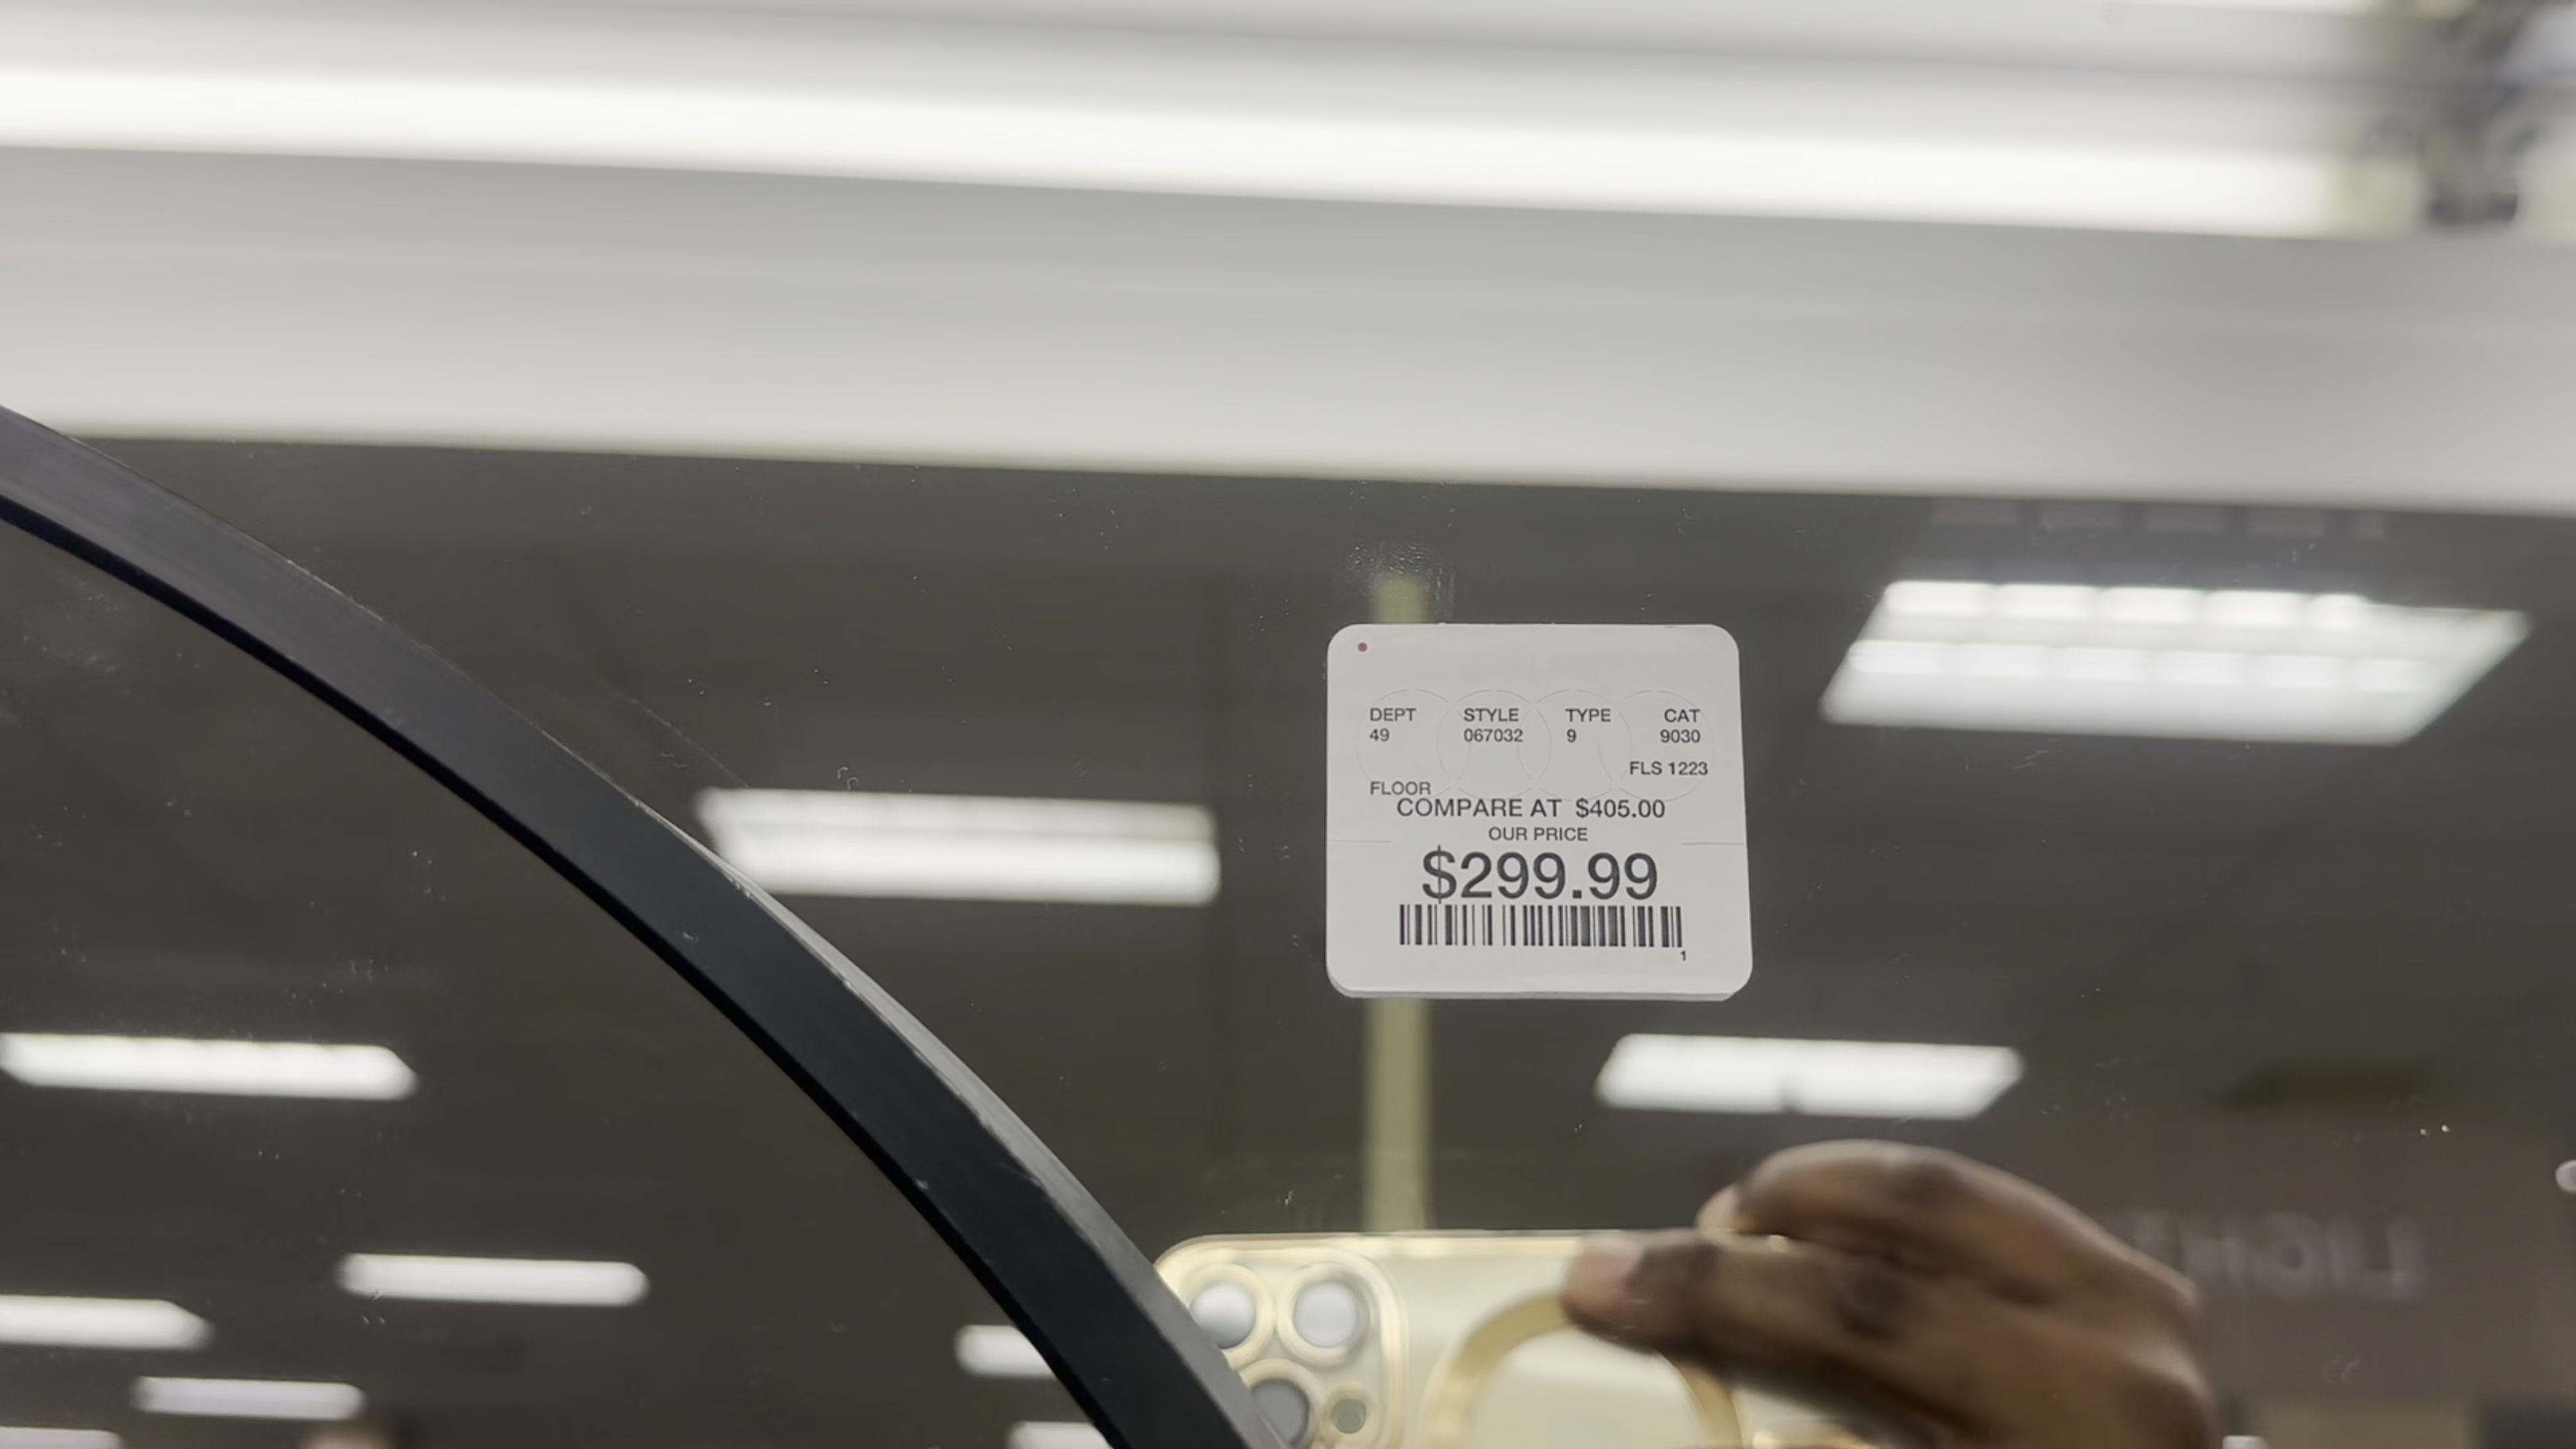 DEPT STYLE TYPE CAT
49 067032 9 9030
FLS 1223
FLOOR
COMPARE AT $405.00
OUR PRICE
$299.99
1